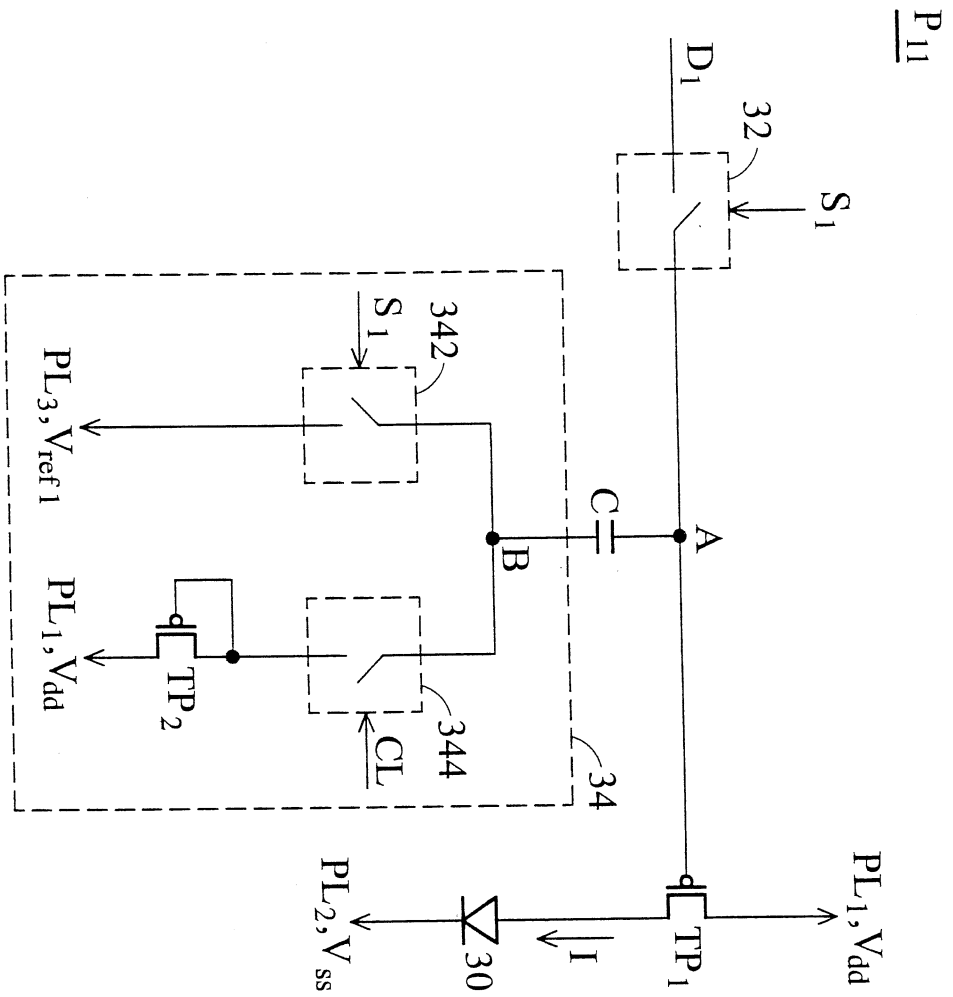 P11
D1
32
S1
A
C
B
342
S1
PL3,Vref1
344
CL
TP2
PL1,Vdd
34
PL1,Vdd
TP1
I
30
PL2,Vss